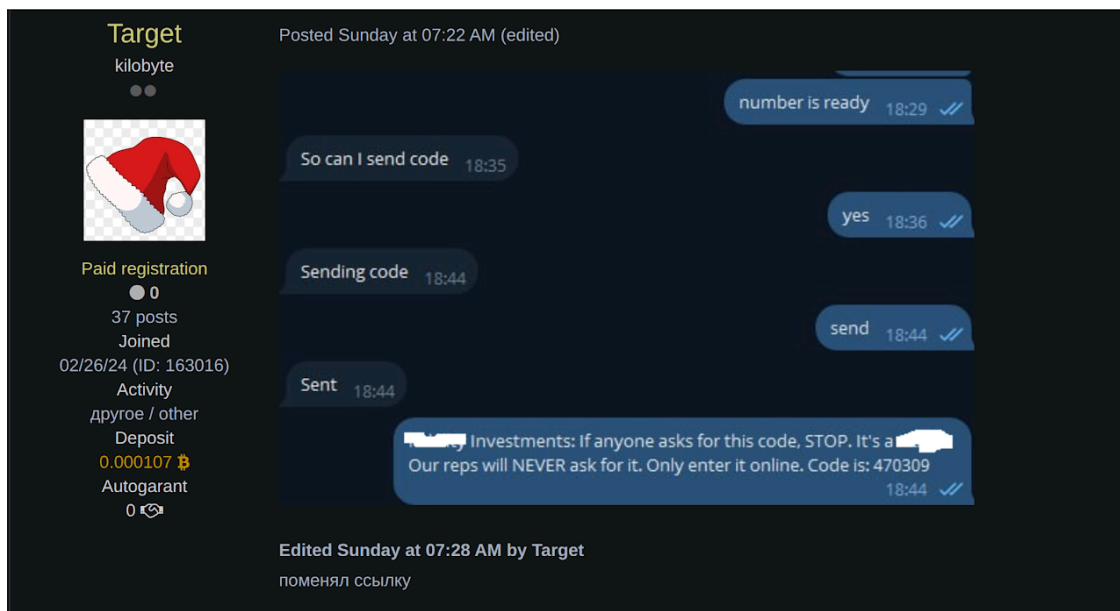 Target
kilobyte
Paid registration
0
37 posts
Joined
02/26/24 (ID: 163016)
Activity
другое / other
Deposit
0.000107 ₿
Autogarant
0
Posted Sunday at 07:22 AM (edited)
number is ready 18:29
So can I send code 18:35
yes 18:36
Sending code 18:44
send 18:44
Sent 18:44
Investments: If anyone asks for this code, STOP. It's a
Our reps will NEVER ask for it. Only enter it online. Code is: 470309
18:44
Edited Sunday at 07:28 AM by Target
поменял ссылку